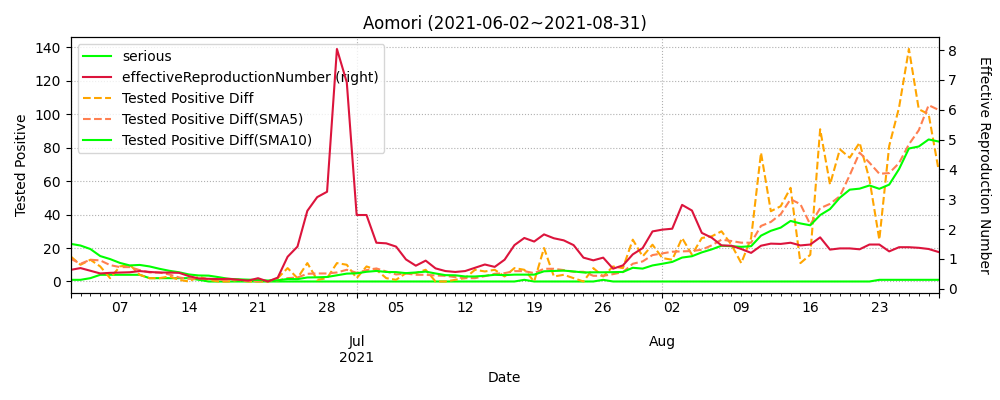 Aomori (2021-06-02~2021-08-31)
serious
effectiveReproductionNumber (right)
Tested Positive Diff
Tested Positive Diff(SMA5)
Tested Positive Diff(SMA10)
Tested Positive
140
120
100
80
60
40
20
0
8
7
6
5
4
3
2
1
0
Effective Reproduction Number
07 14 21 28 05 12 19 26 02 09 16 23
Jul Aug
2021
Date